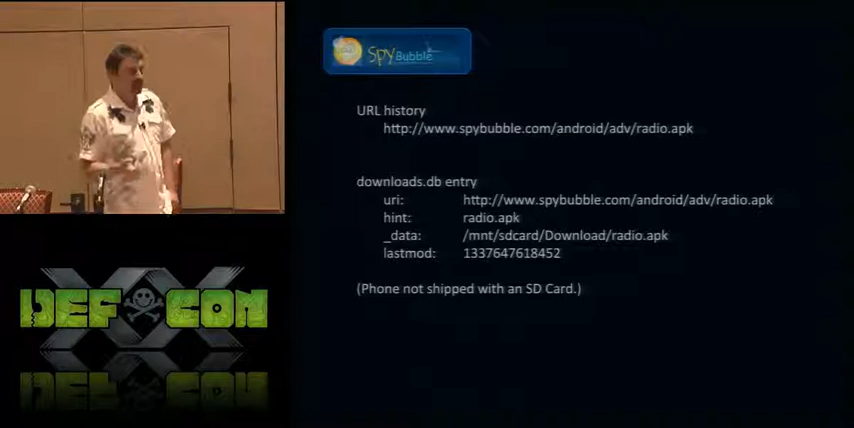 SPY Bubble
URL history
http://www.spybubble.com/android/adv/radio.apk
downloads.db entry
uri: http://www.spybubble.com/android/adv/radio.apk
hint: radio.apk
_data: /mnt/sdcard/Download/radio.apk
lastmod: 1337647618452
(Phone not shipped with an SD Card.)
XX
DEF CON